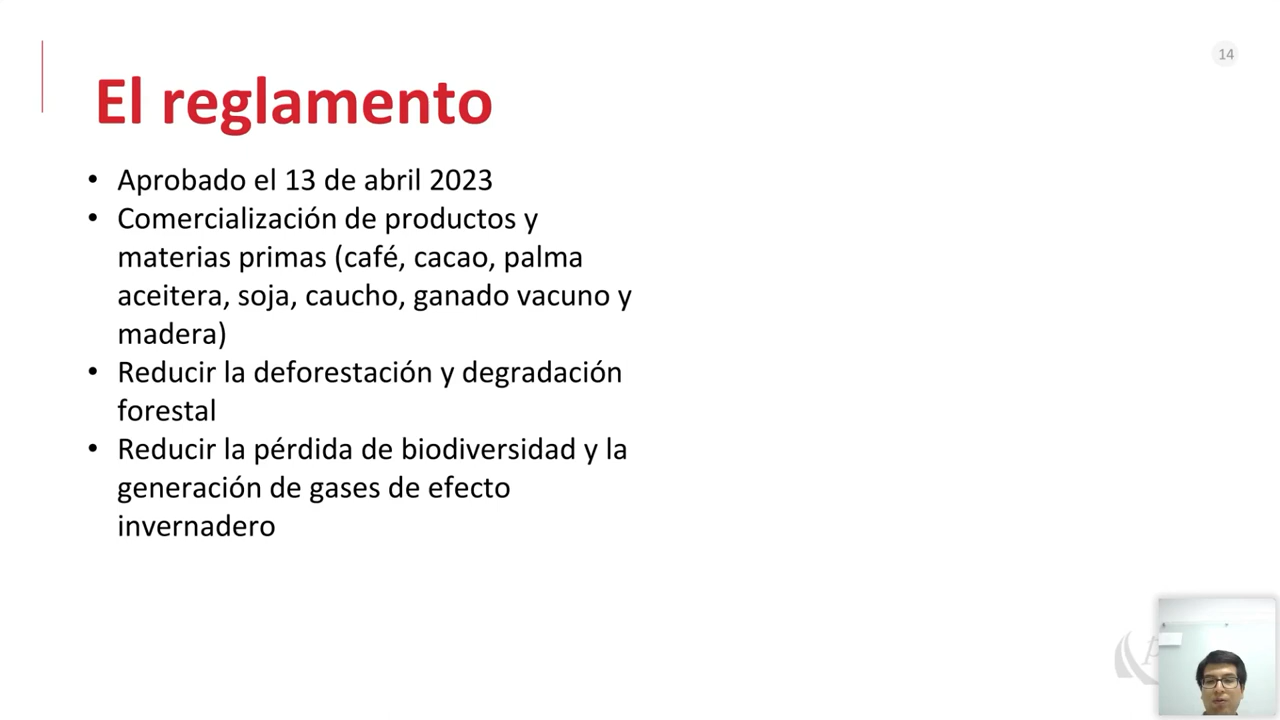 14
El reglamento
• Aprobado el 13 de abril 2023
• Comercialización de productos y
materias primas (café, cacao, palma
aceitera, soja, caucho, ganado vacuno y
madera)
• Reducir la deforestación y degradación
forestal
• Reducir la pérdida de biodiversidad y la
generación de gases de efecto
invernadero